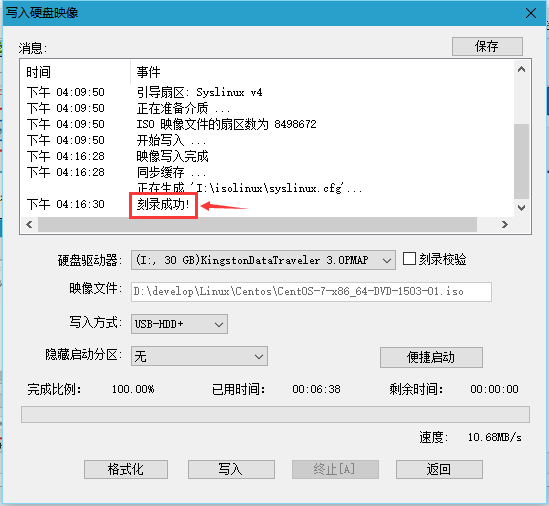 写入硬盘映像
消息:
保存
时间 事件
下午 04:09:50 引导扇区: Syslinux v4
下午 04:09:50 正在准备介质 ...
下午 04:09:50 ISO 映像文件的扇区数为 8498672
下午 04:09:50 开始写入 ...
下午 04:16:28 映像写入完成
下午 04:16:28 同步缓存 ...
正在生成 'I:\isolinux\syslinux.cfg'...
下午 04:16:30 刻录成功!
硬盘驱动器: (I:, 30 GB)KingstonDataTraveler 3.0PMAP 刻录校验
映像文件: D:\develop\Linux\Centos\CentOS-7-x86_64-DVD-1503-01.iso
写入方式: USB-HDD+
隐藏启动分区: 无 便捷启动
完成比例: 100.00% 已用时间: 00:06:38 剩余时间: 00:00:00
速度: 10.68MB/s
格式化 写入 终止[A] 返回